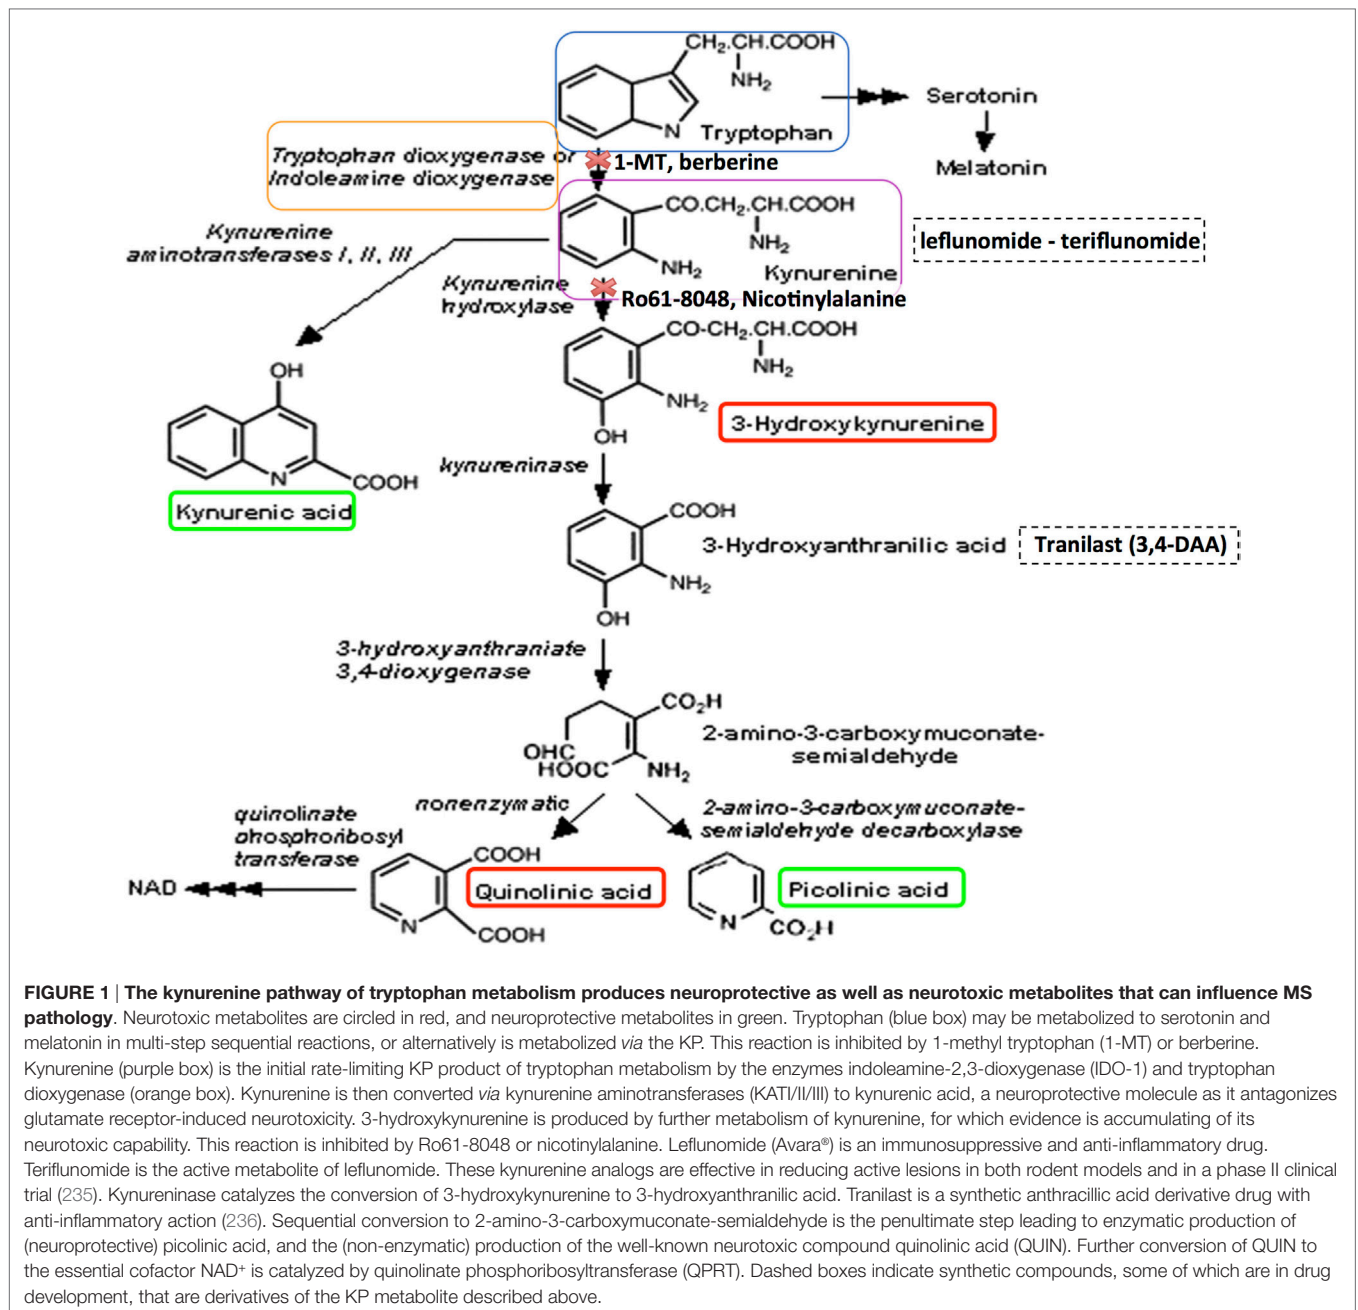 CH₂.CH.COOH
NH₂
N
Tryptophan
Serotonin
Melatonin
Tryptophan dioxygenase or
Indoleamine dioxygenase
1-MT, berberine
CO.CH₂.CH.COOH
NH₂
NH₂
Kynurenine
leflunomide - teriflunomide
Kynurenine
aminotransferases I, II, III
Kynurenine
hydroxylase
Ro61-8048, Nicotinylalanine
CO-CH₂.CH.COOH
NH₂
NH₂
OH
3-Hydroxykynurenine
OH
N
COOH
Kynurenic acid
kynureninase
COOH
NH₂
OH
3-Hydroxyanthranilic acid
Tranilast (3,4-DAA)
3-hydroxyanthraniate
3,4-dioxygenase
CO₂H
OHC
HOOC
NH₂
2-amino-3-carboxymuconate-
semialdehyde
nonenzymatic
2-amino-3-carboxymuconate-
semialdehyde decarboxylase
quinolinate
phosphoribosyl
transferase
NAD
COOH
N
COOH
Quinolinic acid
N
CO₂H
Picolinic acid
FIGURE 1 | The kynurenine pathway of tryptophan metabolism produces neuroprotective as well as neurotoxic metabolites that can influence MS
pathology. Neurotoxic metabolites are circled in red, and neuroprotective metabolites in green. Tryptophan (blue box) may be metabolized to serotonin and
melatonin in multi-step sequential reactions, or alternatively is metabolized via the KP. This reaction is inhibited by 1-methyl tryptophan (1-MT) or berberine.
Kynurenine (purple box) is the initial rate-limiting KP product of tryptophan metabolism by the enzymes indoleamine-2,3-dioxygenase (IDO-1) and tryptophan
dioxygenase (orange box). Kynurenine is then converted via kynurenine aminotransferases (KATI/II/III) to kynurenic acid, a neuroprotective molecule as it antagonizes
glutamate receptor-induced neurotoxicity. 3-hydroxykynurenine is produced by further metabolism of kynurenine, for which evidence is accumulating of its
neurotoxic capability. This reaction is inhibited by Ro61-8048 or nicotinylalanine. Leflunomide (Avara®) is an immunosuppressive and anti-inflammatory drug.
Teriflunomide is the active metabolite of leflunomide. These kynurenine analogs are effective in reducing active lesions in both rodent models and in a phase II clinical
trial (235). Kynureninase catalyzes the conversion of 3-hydroxykynurenine to 3-hydroxyanthranilic acid. Tranilast is a synthetic anthracillic acid derivative drug with
anti-inflammatory action (236). Sequential conversion to 2-amino-3-carboxymuconate-semialdehyde is the penultimate step leading to enzymatic production of
(neuroprotective) picolinic acid, and the (non-enzymatic) production of the well-known neurotoxic compound quinolinic acid (QUIN). Further conversion of QUIN to
the essential cofactor NAD⁺ is catalyzed by quinolinate phosphoribosyltransferase (QPRT). Dashed boxes indicate synthetic compounds, some of which are in drug
development, that are derivatives of the KP metabolite described above.